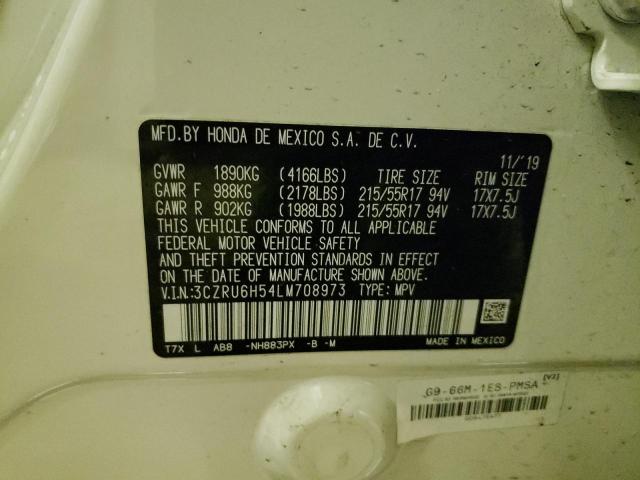 MFD.BY HONDA DE MEXICO S.A. DE C.V.
11/'19
GVWR 1890KG (4166LBS) TIRE SIZE RIM SIZE
GAWR F 988KG (2178LBS) 215/55R17 94V 17X7.5J
GAWR R 902KG (1988LBS) 215/55R17 94V 17X7.5J
THIS VEHICLE CONFORMS TO ALL APPLICABLE
FEDERAL MOTOR VEHICLE SAFETY
AND THEFT PREVENTION STANDARDS IN EFFECT ON
THE DATE OF MANUFACTURE SHOWN ABOVE.
V.I.N.:3CZRU6H54LM708973 TYPE: MPV
T7X L AB8 -NH883PX -B -M MADE IN MEXICO
G9-66M-1ES-PMSA [V2]